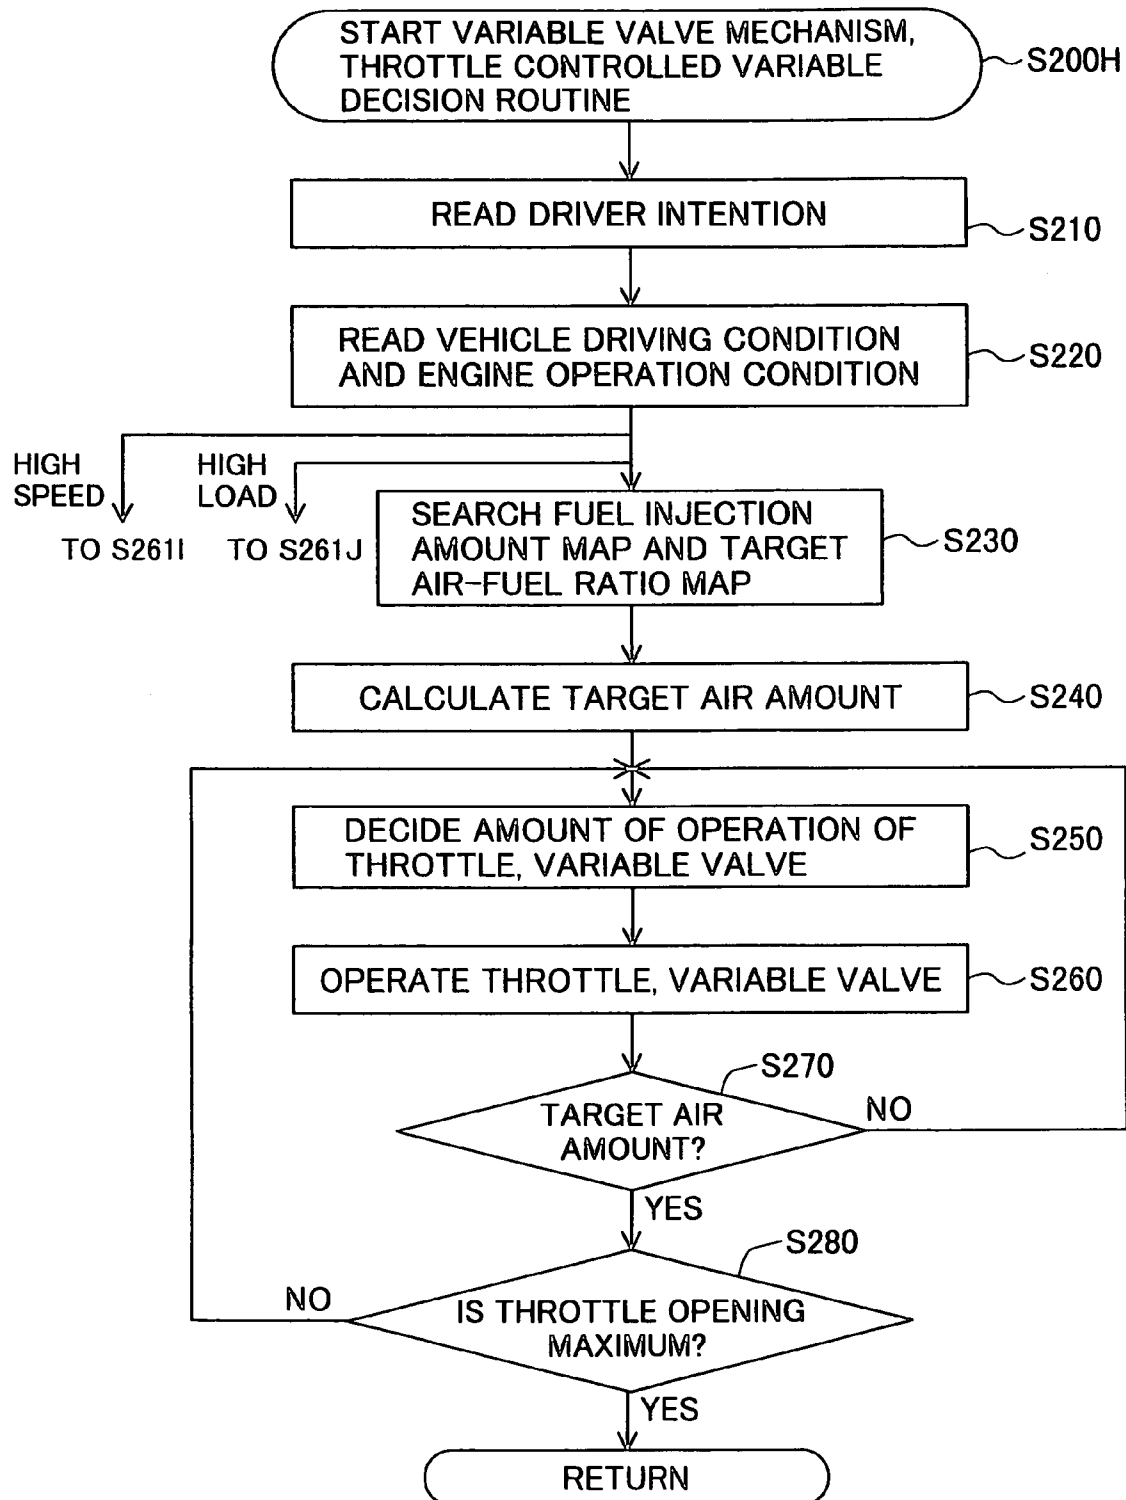 START VARIABLE VALVE MECHANISM,
THROTTLE CONTROLLED VARIABLE
DECISION ROUTINE
S200H
READ DRIVER INTENTION
S210
READ VEHICLE DRIVING CONDITION
AND ENGINE OPERATION CONDITION
S220
HIGH
SPEED
TO S261I
HIGH
LOAD
TO S261J
SEARCH FUEL INJECTION
AMOUNT MAP AND TARGET
AIR-FUEL RATIO MAP
S230
CALCULATE TARGET AIR AMOUNT
S240
DECIDE AMOUNT OF OPERATION OF
THROTTLE, VARIABLE VALVE
S250
OPERATE THROTTLE, VARIABLE VALVE
S260
S270
TARGET AIR
AMOUNT?
NO
YES
S280
NO
IS THROTTLE OPENING
MAXIMUM?
YES
RETURN